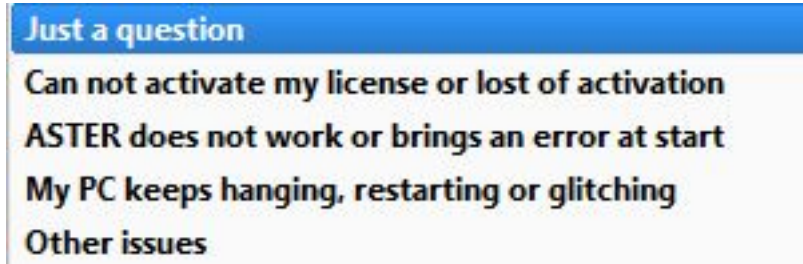 Just a question
Can not activate my license or lost of activation
ASTER does not work or brings an error at start
My PC keeps hanging, restarting or glitching
Other issues